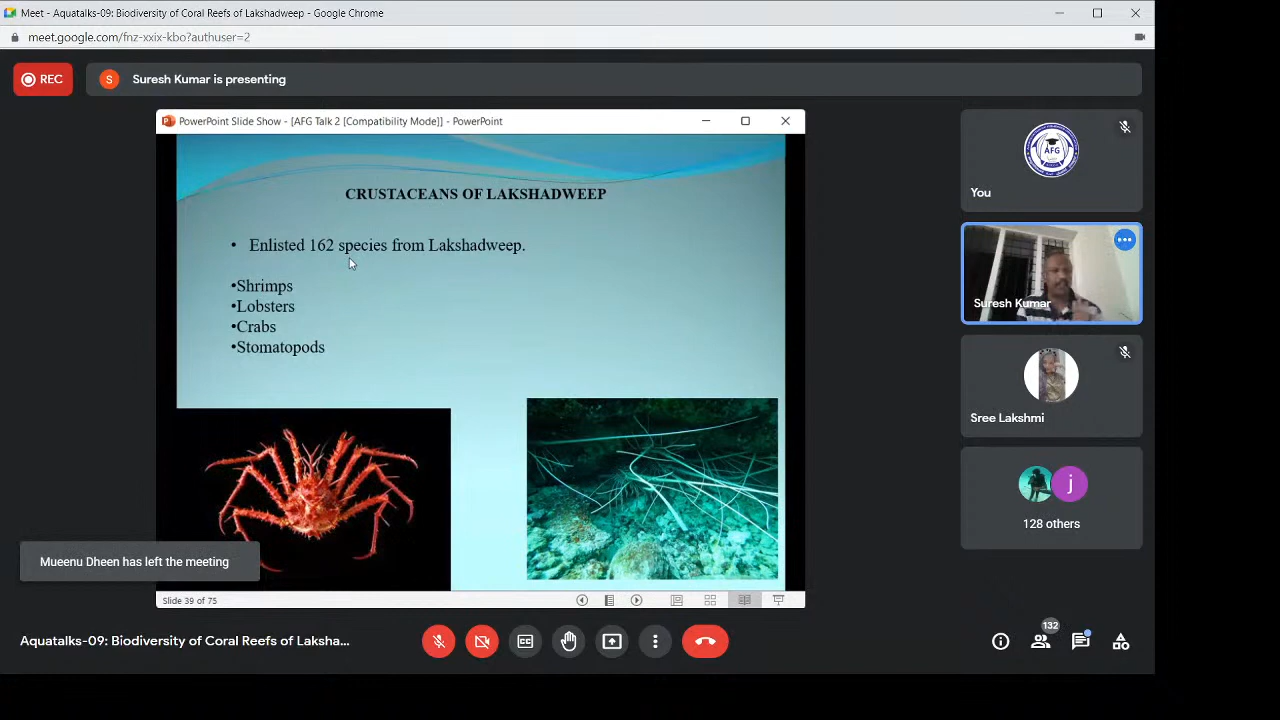 Meet - Aquatalks-09: Biodiversity of Coral Reefs of Lakshadweep - Google Chrome
meet.google.com/fnz-xxix-kbo?authuser=2
REC
S
Suresh Kumar is presenting
PowerPoint Slide Show - [AFG Talk 2 [Compatibility Mode]] - PowerPoint
CRUSTACEANS OF LAKSHADWEEP
• Enlisted 162 species from Lakshadweep.
•Shrimps
•Lobsters
•Crabs
•Stomatopods
Slide 39 of 75
AFG
You
Suresh Kumar
Sree Lakshmi
j
128 others
Mueenu Dheen has left the meeting
Aquatalks-09: Biodiversity of Coral Reefs of Laksha...
CC
132